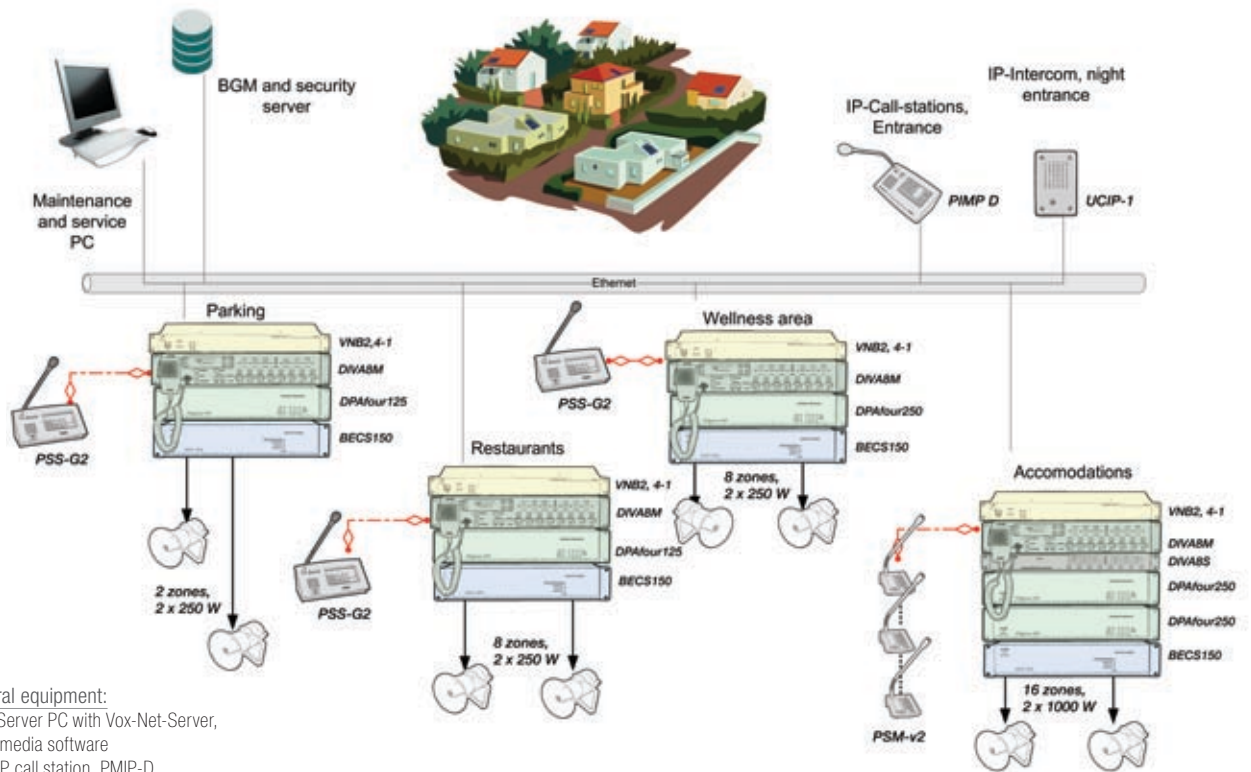 BGM and security
server
Maintenance
and service
PC
IP-Call-stations,
Entrance
PIMP D
IP-Intercom, night
entrance
UCIP-1
Ethernet
Parking
VNB2,4-1
DIVA8M
DPAfour125
BECS150
PSS-G2
2 zones,
2 x 250 W
Restaurants
VNB2, 4-1
DIVA8M
DPAfour125
BECS150
PSS-G2
8 zones,
2 x 250 W
Wellness area
VNB2, 4-1
DIVA8M
DPAfour250
BECS150
PSS-G2
8 zones,
2 x 250 W
Accomodations
VNB2, 4-1
DIVA8M
DIVA8S
DPAfour250
DPAfour250
BECS150
PSM-v2
16 zones,
2 x 1000 W
ral equipment:
Server PC with Vox-Net-Server,
media software
P call station, PMIP-D